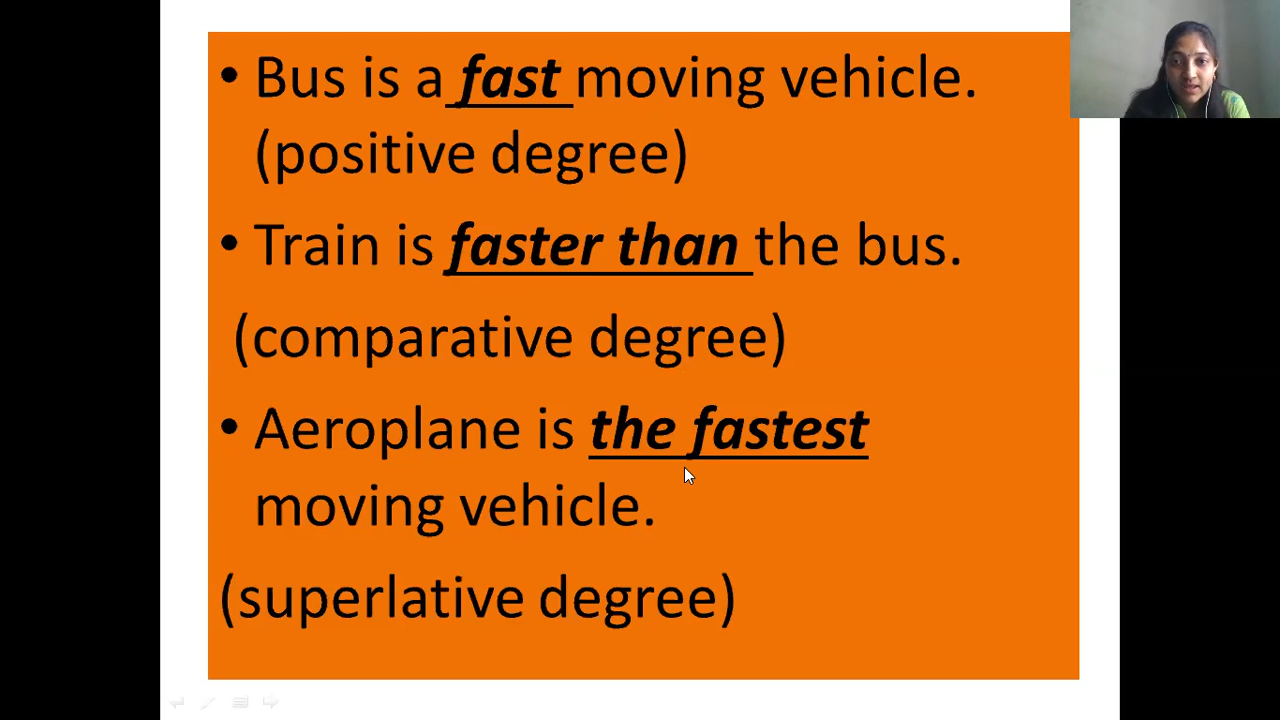 • Bus is a fast moving vehicle.
(positive degree)
• Train is faster than the bus.
(comparative degree)
• Aeroplane is the fastest
moving vehicle.
(superlative degree)